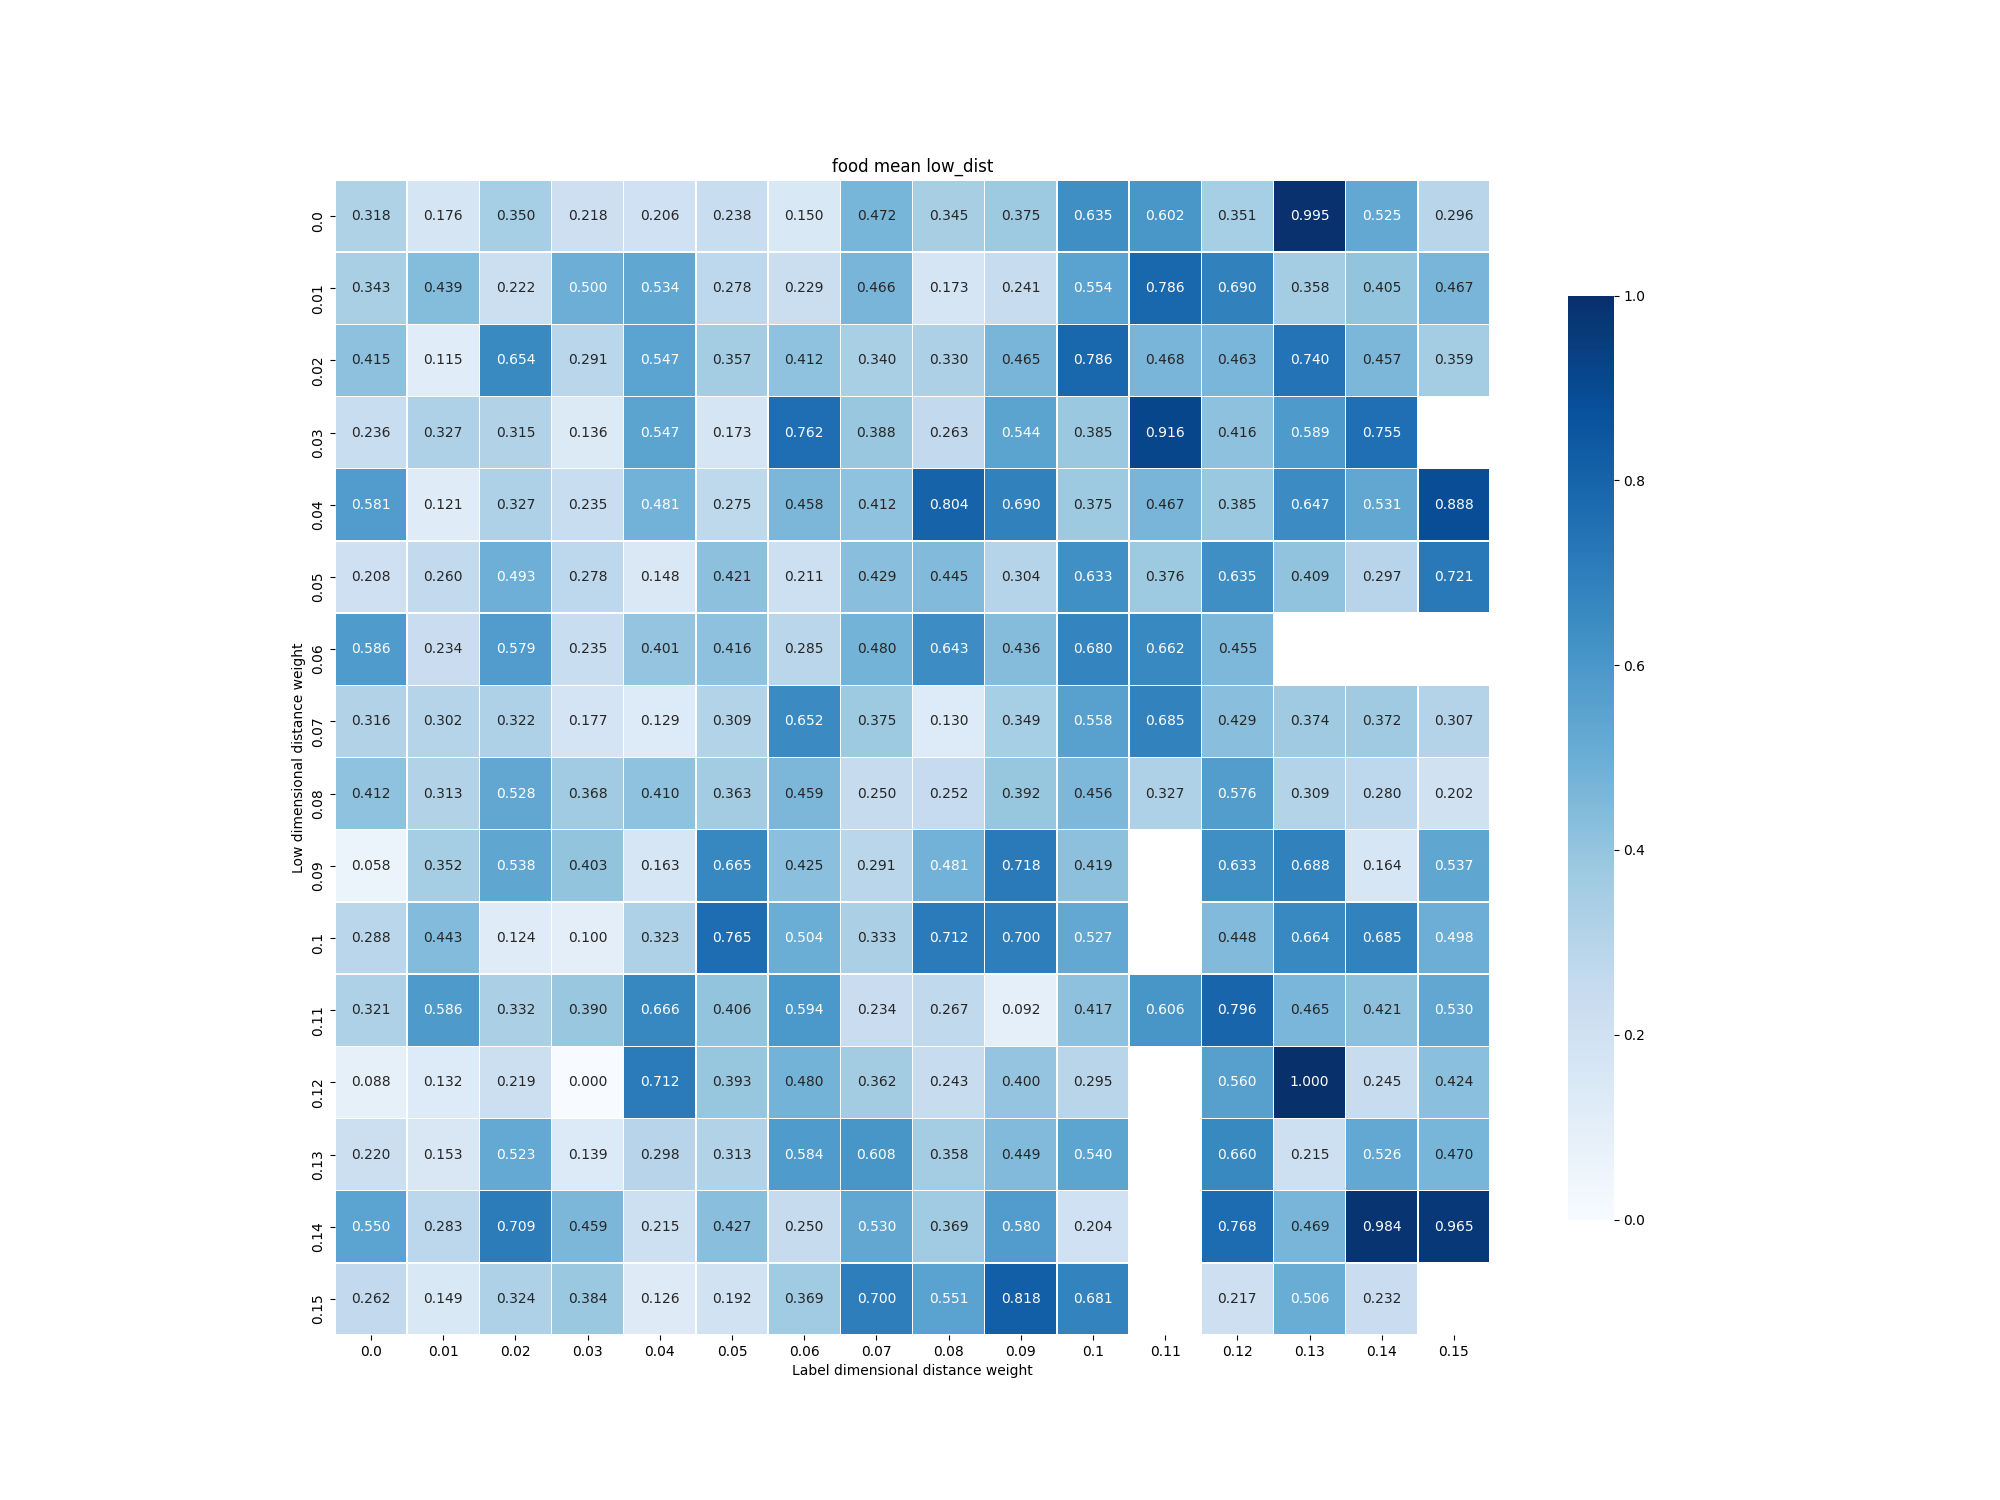 food mean low_dist
0.0 0.318 0.176 0.350 0.218 0.206 0.238 0.150 0.472 0.345 0.375 0.635 0.602 0.351 0.995 0.525 0.296
0.01 0.343 0.439 0.222 0.500 0.534 0.278 0.229 0.466 0.173 0.241 0.554 0.786 0.690 0.358 0.405 0.467
0.02 0.415 0.115 0.654 0.291 0.547 0.357 0.412 0.340 0.330 0.465 0.786 0.468 0.463 0.740 0.457 0.359
0.03 0.236 0.327 0.315 0.136 0.547 0.173 0.762 0.388 0.263 0.544 0.385 0.916 0.416 0.589 0.755
0.04 0.581 0.121 0.327 0.235 0.481 0.275 0.458 0.412 0.804 0.690 0.375 0.467 0.385 0.647 0.531 0.888
0.05 0.208 0.260 0.493 0.278 0.148 0.421 0.211 0.429 0.445 0.304 0.633 0.376 0.635 0.409 0.297 0.721
0.06 0.586 0.234 0.579 0.235 0.401 0.416 0.285 0.480 0.643 0.436 0.680 0.662 0.455
0.07 0.316 0.302 0.322 0.177 0.129 0.309 0.652 0.375 0.130 0.349 0.558 0.685 0.429 0.374 0.372 0.307
0.08 0.412 0.313 0.528 0.368 0.410 0.363 0.459 0.250 0.252 0.392 0.456 0.327 0.576 0.309 0.280 0.202
0.09 0.058 0.352 0.538 0.403 0.163 0.665 0.425 0.291 0.481 0.718 0.419 0.633 0.688 0.164 0.537
0.1 0.288 0.443 0.124 0.100 0.323 0.765 0.504 0.333 0.712 0.700 0.527 0.448 0.664 0.685 0.498
0.11 0.321 0.586 0.332 0.390 0.666 0.406 0.594 0.234 0.267 0.092 0.417 0.606 0.796 0.465 0.421 0.530
0.12 0.088 0.132 0.219 0.000 0.712 0.393 0.480 0.362 0.243 0.400 0.295 0.560 1.000 0.245 0.424
0.13 0.220 0.153 0.523 0.139 0.298 0.313 0.584 0.608 0.358 0.449 0.540 0.660 0.215 0.526 0.470
0.14 0.550 0.283 0.709 0.459 0.215 0.427 0.250 0.530 0.369 0.580 0.204 0.768 0.469 0.984 0.965
0.15 0.262 0.149 0.324 0.384 0.126 0.192 0.369 0.700 0.551 0.818 0.681 0.217 0.506 0.232
0.0 0.01 0.02 0.03 0.04 0.05 0.06 0.07 0.08 0.09 0.1 0.11 0.12 0.13 0.14 0.15
Label dimensional distance weight
Low dimensional distance weight
1.0
0.8
0.6
0.4
0.2
0.0